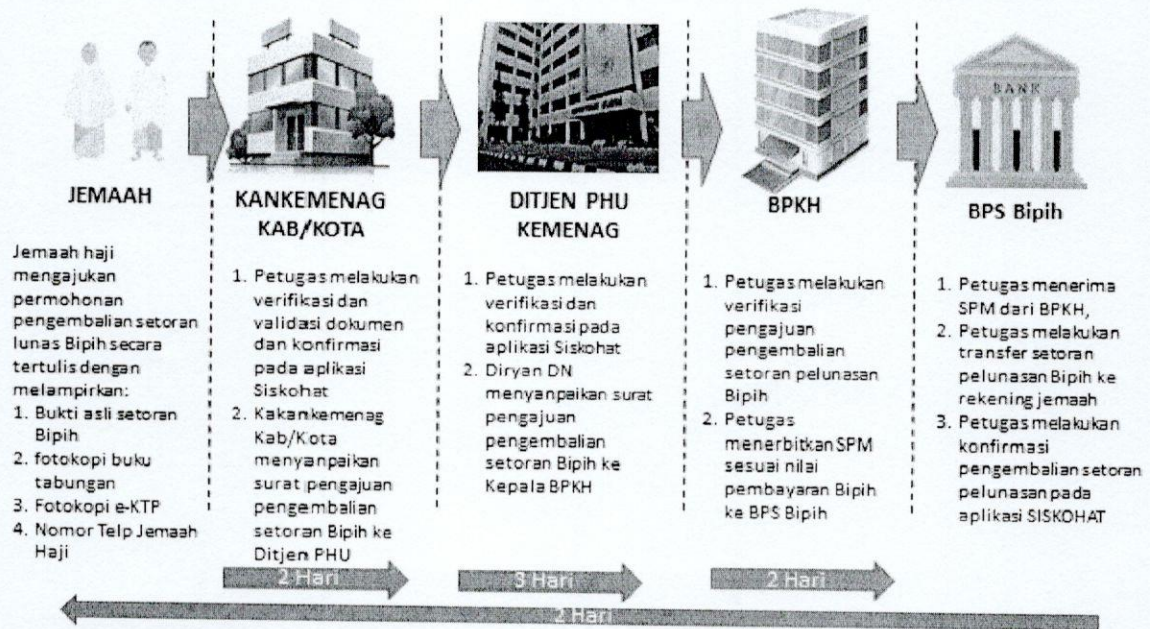 BANK
JEMAAH
Jemaah haji
mengajukan
permohonan
pengembalian setoran
lunas Bipih secara
tertulis dengan
melampirkan:
1. Bukti asli setoran
Bipih
2. fotokopi buku
tabungan
3. Fotokopi e-KTP
4. Nomor Telp Jemaah
Haji
KANKEMENAG
KAB/KOTA
1. Petugas melakukan
verifikasi dan
validasi dokumen
dan konfirmasi
pada aplikasi
Siskohat
2. Kakankemenag
Kab/Kota
menyanpaikan
surat pengajuan
pengembalian
setoran Bipih ke
Ditjen PHU
2 Hari
DITJEN PHU
KEMENAG
1. Petugas melakukan
verifikasi dan
konfirmasi pada
aplikasi Siskohat
2. Diryan DN
menyanpaikan surat
pengajuan
pengembalian
setoran Bipih ke
Kepala BPKH
3 Hari
BPKH
1. Petugas melakukan
verifikasi
pengajuan
pengembalian
setoran pelunasan
Bipih
2. Petugas
menerbitkan SPM
sesuai nilai
pembayaran Bipih
ke BPS Bipih
2 Hari
BPS Bipih
1. Petugas menerima
SPM dari BPKH,
2. Petugas melakukan
transfer setoran
pelunasan Bipih ke
rekening jemaah
3. Petugas melakukan
konfirmasi
pengembalian setoran
pelunasan pada
aplikasi SISKOHAT
2 Hari